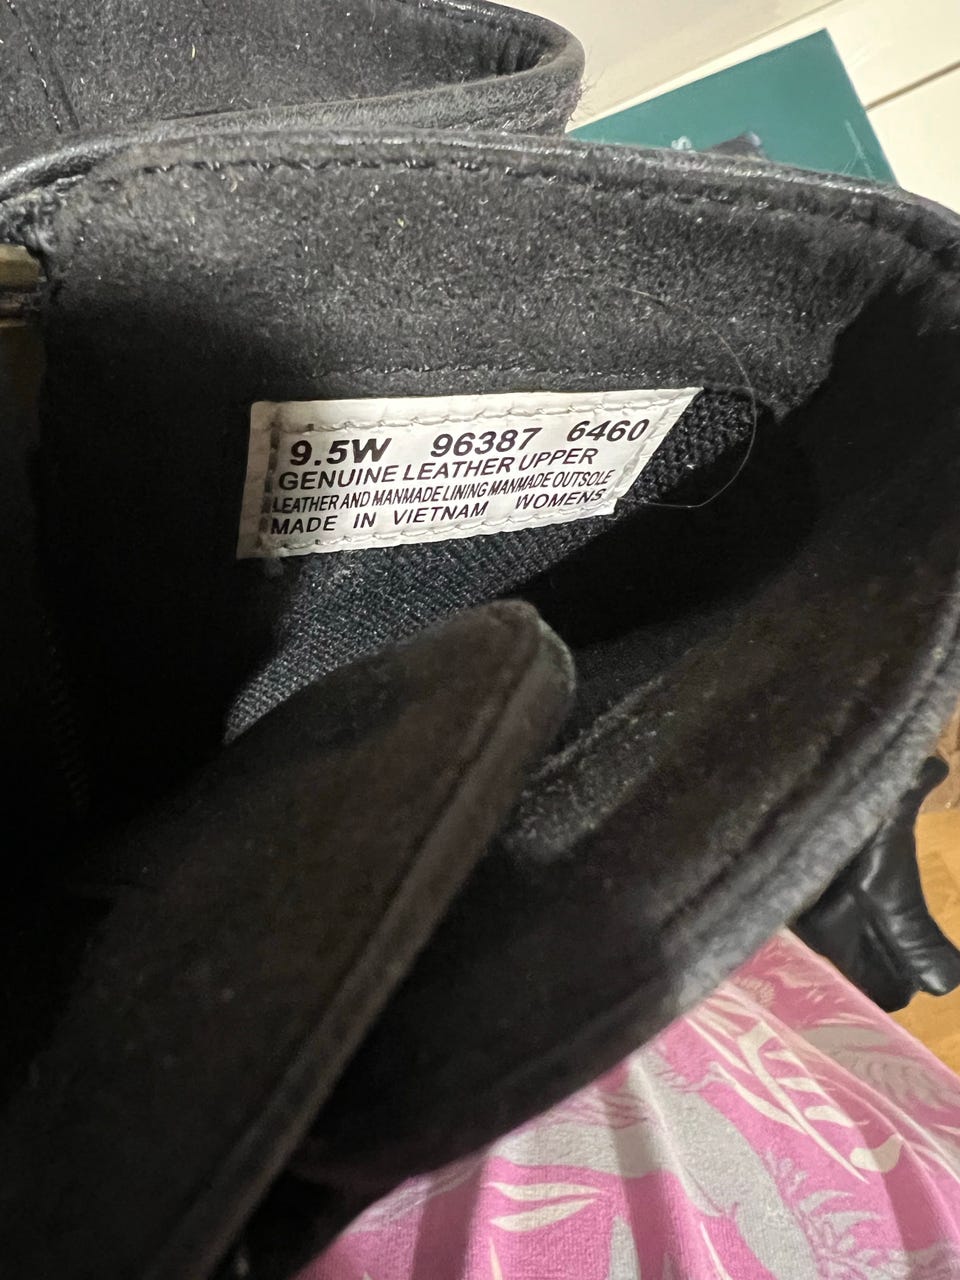 9.5W 96387 6460
GENUINE LEATHER UPPER
LEATHER AND MANMADE LINING MANMADE OUTSOLE
MADE IN VIETNAM WOMENS